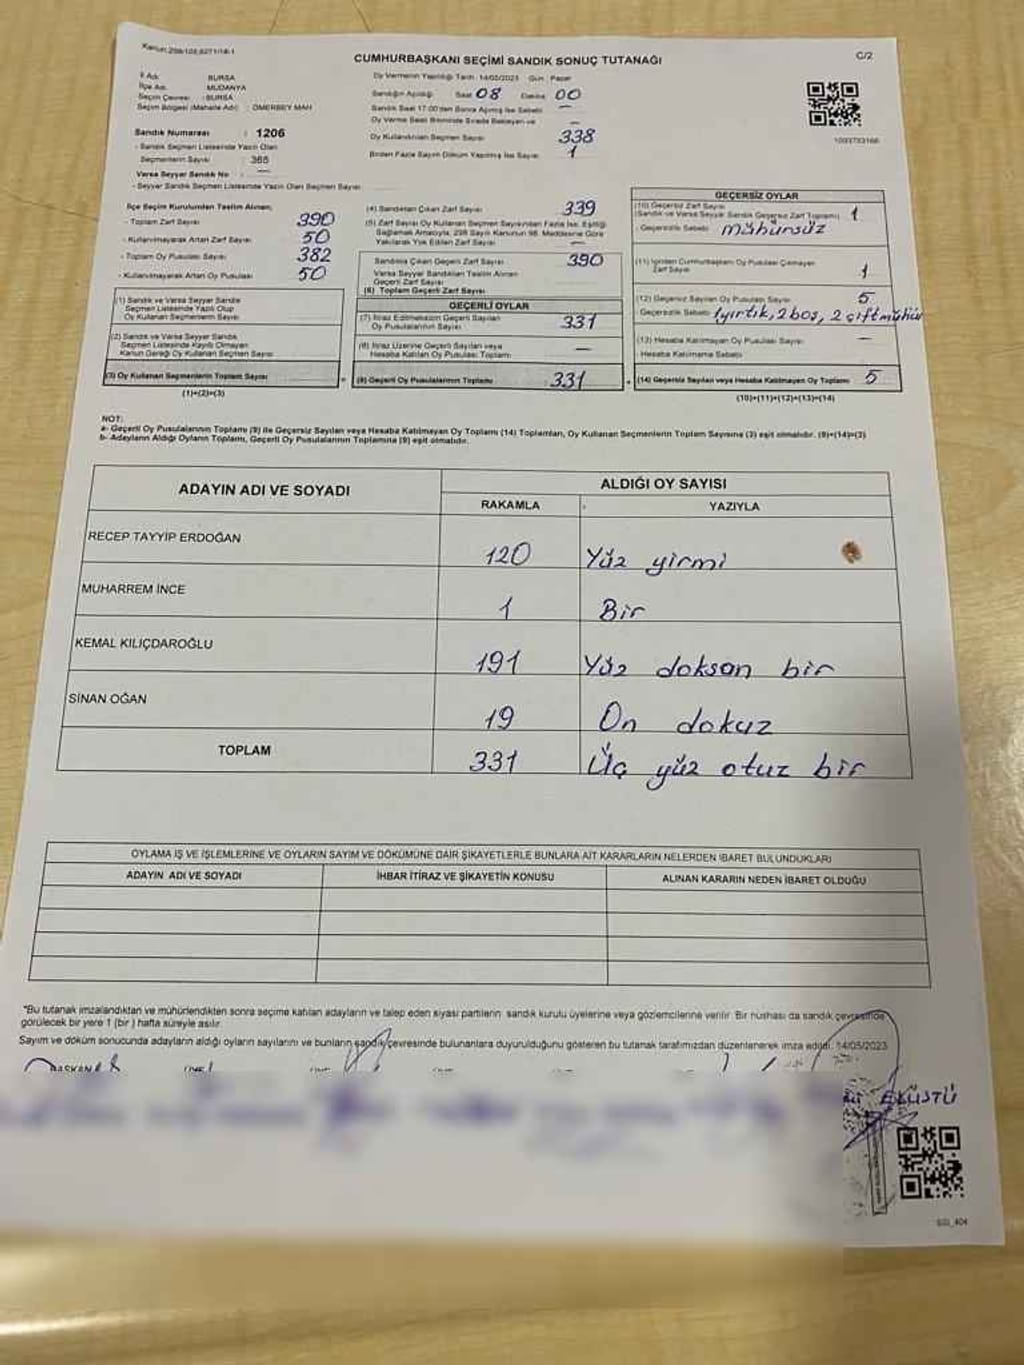 Kanun:298/105,6271/18-1
CUMHURBAŞKANI SEÇİMİ SANDIK SONUÇ TUTANAĞI
C/2
İl Adı BURSA
İlçe Adı MUDANYA
Seçim Çevresi : BURSA
Seçim Bölgesi (Mahalle Adı) : ÖMERBEY MAH
Sandık Numarası : 1206
- Sandık Seçmen Listesinde Yazılı Olan
Seçmenlerin Sayısı : 365
Varsa Seyyar Sandık No : —
- Seyyar Sandık Seçmen Listesinde Yazılı Olan Seçmen Sayısı
Oy Vermenin Yapıldığı Tarih :14/05/2023 Gün : Pazar
Sandığın Açıldığı Saat 08 Dakika 00
Sandık Saat 17:00'den Sonra Açılmış İse Sebebi —
Oy Verme Saati Bitiminde Sırada Bekleyen ve
Oy Kullandırılan Seçmen Sayısı 338
Birden Fazla Sayım Döküm Yapılmış İse Sayısı 1
İlçe Seçim Kurulundan Teslim Alınan;
- Toplam Zarf Sayısı 390
- Kullanılmayarak Artan Zarf Sayısı 50
- Toplam Oy Pusulası Sayısı 382
- Kullanılmayarak Artan Oy Pusulası 50
(1) Sandık ve Varsa Seyyar Sandık
Seçmen Listesinde Yazılı Olup
Oy Kullanan Seçmenlerin Sayısı
(2) Sandık ve Varsa Seyyar Sandık
Seçmen Listesinde Kaydı Olmayan
Kanun Gereği Oy Kullanan Seçmen Sayısı
(3) Oy Kullanan Seçmenlerin Toplam Sayısı
(1)+(2)=(3)
(4) Sandıktan Çıkan Zarf Sayısı 339
(5) Zarf Sayısı Oy Kullanan Seçmen Sayısından Fazla İse, Eşitliği
Sağlamak Amacıyla, 298 Sayılı Kanunun 98. Maddesine Göre
Yakılarak Yok Edilen Zarf Sayısı —
Sandıkta Çıkan Geçerli Zarf Sayısı 390
Varsa Seyyar Sandıktan Teslim Alınan
Geçerli Zarf Sayısı
(6) Toplam Geçerli Zarf Sayısı
GEÇERLİ OYLAR
(7) İtiraz Edilmeksizin Geçerli Sayılan
Oy Pusulalarının Sayısı 331
(8) İtiraz Üzerine Geçerli Sayılan veya
Hesaba Katılan Oy Pusulası Toplamı —
(9) Geçerli Oy Pusulalarının Toplamı 331
GEÇERSİZ OYLAR
(10) Geçersiz Zarf Sayısı
(Sandık ve Varsa Seyyar Sandık Geçersiz Zarf Toplamı) 1
- Geçersizlik Sebebi mühürsüz
(11) İçinden Cumhurbaşkanı Oy Pusulası Çıkmayan
Zarf Sayısı 1
(12) Geçersiz Sayılan Oy Pusulası Sayısı 5
Geçersizlik Sebebi 1yırtık, 2 boş, 2 çift mühür
(13) Hesaba Katılmayan Oy Pusulası Sayısı —
Hesaba Katılmama Sebebi
(14) Geçersiz Sayılan veya Hesaba Katılmayan Oy Toplamı 5
(10)+(11)+(12)+(13)=(14)
NOT:
a- Geçerli Oy Pusulalarının Toplamı (9) ile Geçersiz Sayılan veya Hesaba Katılmayan Oy Toplamı (14) Toplamları, Oy Kullanan Seçmenlerin Toplam Sayısına (3) eşit olmalıdır. (9)+(14)=(3)
b- Adayların Aldığı Oyların Toplamı, Geçerli Oy Pusulalarının Toplamına (9) eşit olmalıdır.
ADAYIN ADI VE SOYADI
ALDIĞI OY SAYISI
RAKAMLA YAZIYLA
RECEP TAYYİP ERDOĞAN 120 Yüz yirmi
MUHARREM İNCE 1 Bir
KEMAL KILIÇDAROĞLU 191 Yüz doksan bir
SİNAN OĞAN 19 On dokuz
TOPLAM 331 Üç yüz otuz bir
OYLAMA İŞ VE İŞLEMLERİNE VE OYLARIN SAYIM VE DÖKÜMÜNE DAİR ŞİKAYETLERLE BUNLARA AİT KARARLARIN NELERDEN İBARET BULUNDUKLARI
ADAYIN ADI VE SOYADI İHBAR İTİRAZ VE ŞİKAYETİN KONUSU ALINAN KARARIN NEDEN İBARET OLDUĞU
*Bu tutanak imzalandıktan ve mühürlendikten sonra seçime katılan adayların ve talep eden siyasi partilerin sandık kurulu üyelerine veya gözlemcilerine verilir. Bir nüshası da sandık çevresinde
görülecek bir yere 1 (bir ) hafta süreyle asılır.
Sayım ve döküm sonucunda adayların aldığı oyların sayılarını ve bunların sandık çevresinde bulunanlara duyurulduğunu gösteren bu tutanak tarafımızdan düzenlenerek imza edildi. 14/05/2023
BAŞKAN